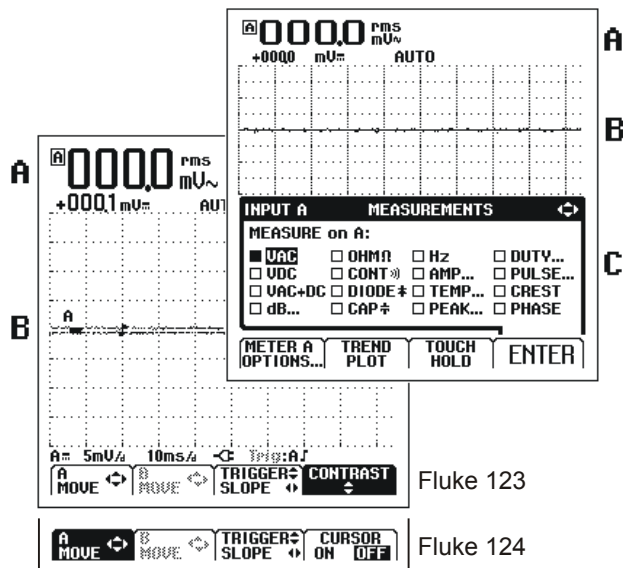 A 000.0 rms mV~
+000.0 mV⎓ AUTO
A
B
INPUT A MEASUREMENTS
MEASURE on A:
■ VAC □ OHMΩ □ Hz □ DUTY...
□ VDC □ CONT □ AMP... □ PULSE...
□ VAC+DC □ DIODE □ TEMP... □ CREST
□ dB... □ CAP □ PEAK... □ PHASE
C
METER A OPTIONS... TREND PLOT TOUCH HOLD ENTER
A
A 000.0 rms mV~
+000.1 mV⎓ AUT
A
B
A⎓ 5mV/d 10ms/d Trig:A
A MOVE B MOVE TRIGGER SLOPE CONTRAST
Fluke 123
A MOVE B MOVE TRIGGER SLOPE CURSOR ON OFF
Fluke 124